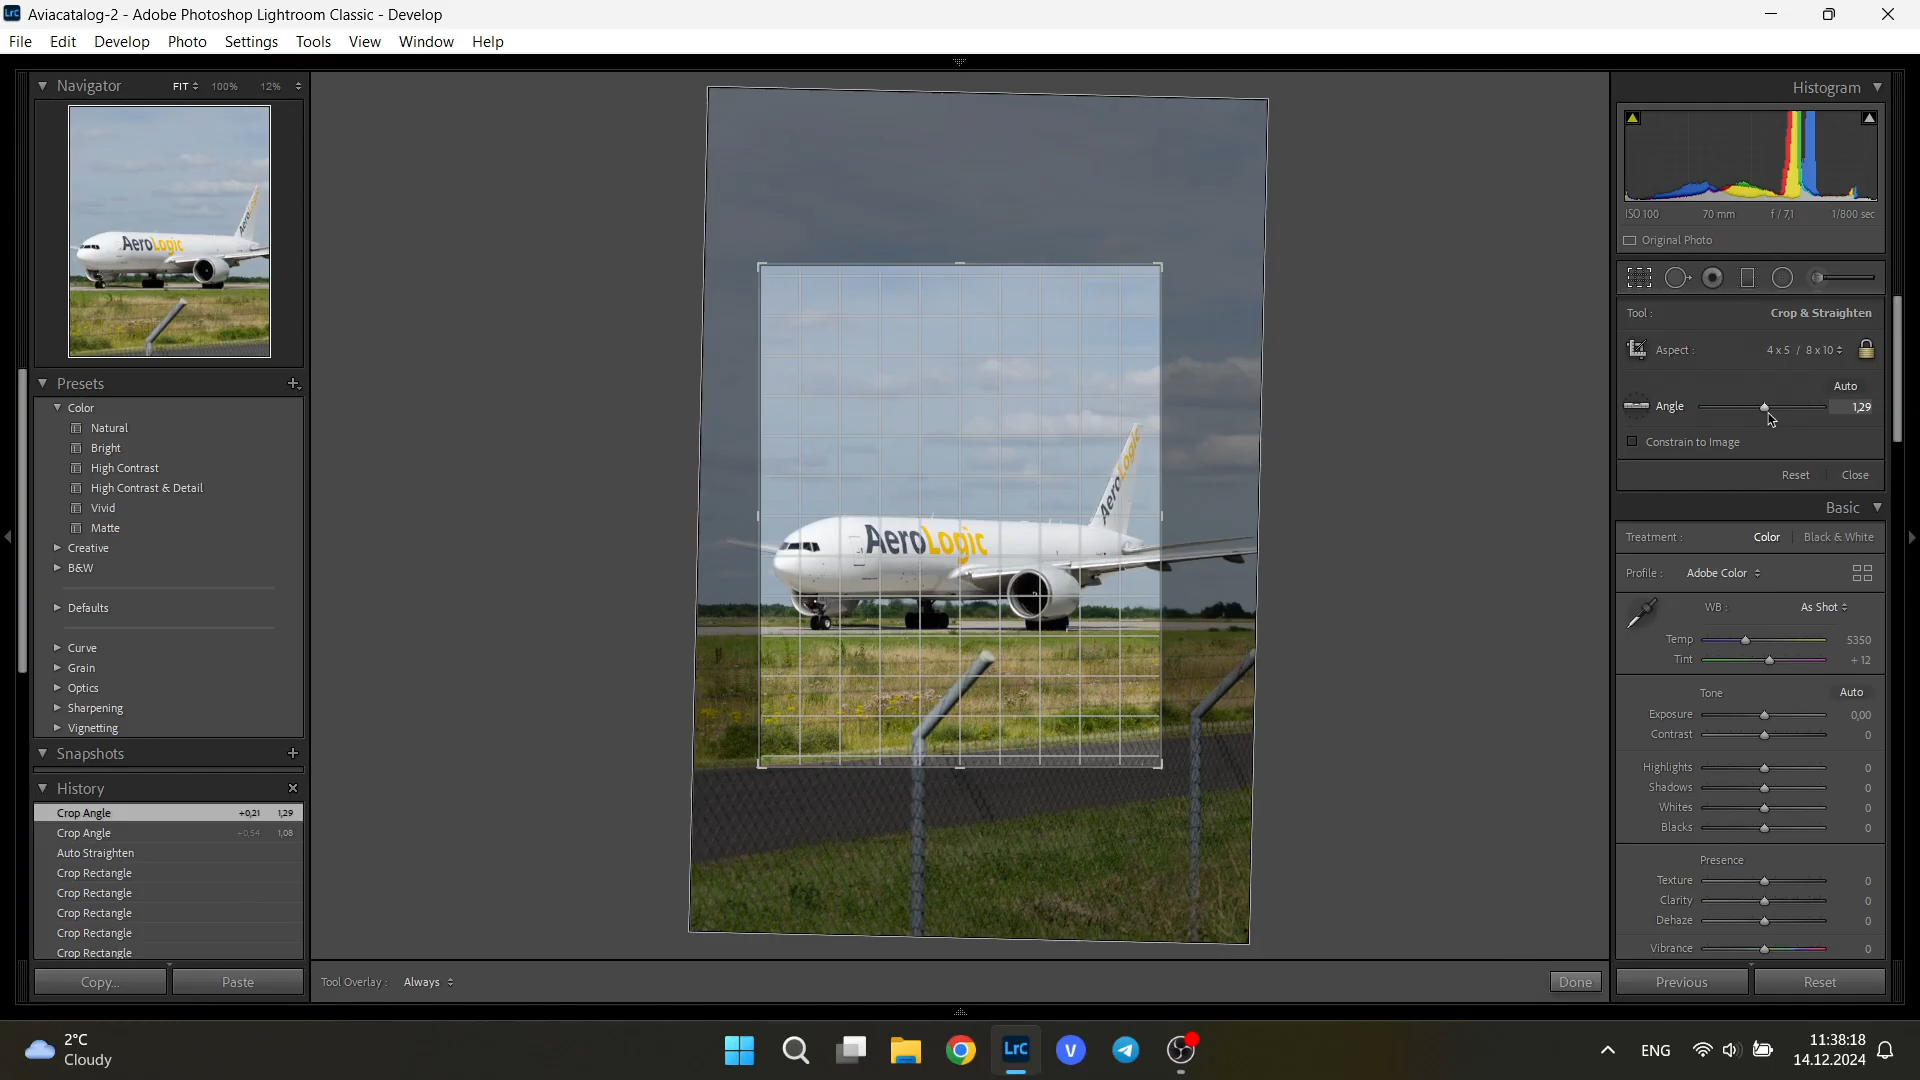 Aviacatalog-2 - Adobe Photoshop Lightroom Classic - Develop
File Edit Develop Photo Settings Tools View Window Help
Navigator FIT 100% 12%
AeroLogic
AeroLogic
Presets
Color
Natural
Bright
High Contrast
High Contrast & Detail
Vivid
Matte
Creative
B&W
Defaults
Curve
Grain
Optics
Sharpening
Vignetting
Snapshots
History
Crop Angle +0,21 1,29
Crop Angle +0,54 1,08
Auto Straighten
Crop Rectangle
Crop Rectangle
Crop Rectangle
Crop Rectangle
Crop Rectangle
Copy... Paste
AeroLogic
AeroLogic
Tool Overlay : Always Done
Histogram
ISO 100 70 mm f / 7,1 1/800 sec
Original Photo
Tool : Crop & Straighten
Aspect : 4 x 5 / 8 x 10
Auto
Angle 1,29
Constrain to Image
Reset Close
Basic
Treatment : Color Black & White
Profile : Adobe Color
WB : As Shot
Temp 5350
Tint + 12
Tone Auto
Exposure 0,00
Contrast 0
Highlights 0
Shadows 0
Whites 0
Blacks 0
Presence
Texture 0
Clarity 0
Dehaze 0
Vibrance 0
Previous Reset
2°C
Cloudy
LrC
V
ENG
11:38:18
14.12.2024